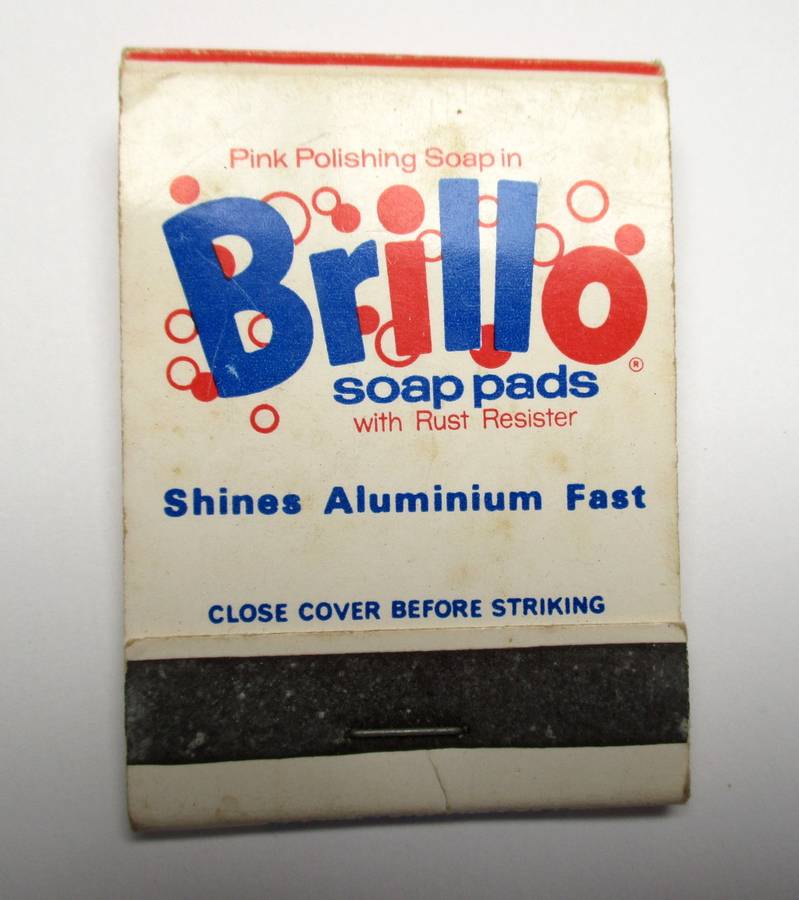 Pink Polishing Soap in
Brillo
®
soap pads
with Rust Resister
Shines Aluminium Fast
CLOSE COVER BEFORE STRIKING